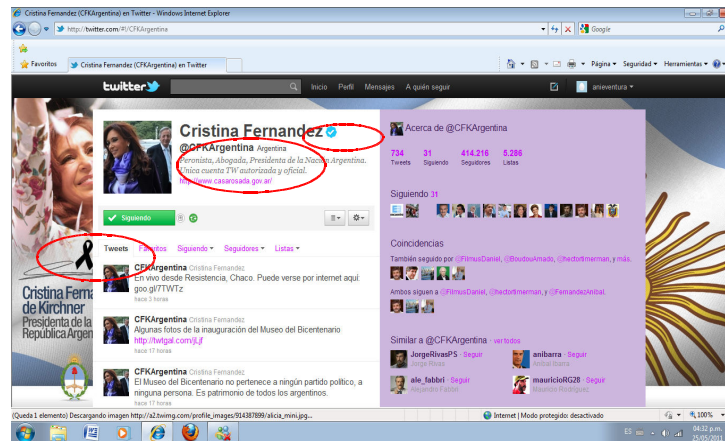 Cristina Fernandez (CFKArgentina) en Twitter - Windows Internet Explorer
http://twitter.com/#!/CFKArgentina
Google
Favoritos
Cristina Fernandez (CFKArgentina) en Twitter
Página
Seguridad
Herramientas
twitter
Inicio Perfil Mensajes A quién seguir
anieventura
Cristina Fernandez
@CFKArgentina Argentina
Peronista, Abogada, Presidenta de la Nación Argentina.
Unica cuenta TW autorizada y oficial.
http://www.casarosada.gov.ar/
Siguiendo
Tweets Favoritos Siguiendo Seguidores Listas
CFKArgentina Cristina Fernandez
En vivo desde Resistencia, Chaco. Puede verse por internet aquí:
goo.gl/7TWTz
hace 3 horas
CFKArgentina Cristina Fernandez
Algunas fotos de la inauguración del Museo del Bicentenario
http://twtgal.com/jLjf
hace 17 horas
CFKArgentina Cristina Fernandez
El Museo del Bicentenario no pertenece a ningún partido político, a
ninguna persona. Es patrimonio de todos los argentinos.
hace 17 horas
Cristina Ferna
de Kirchner
Presidenta de la
República Argen
Acerca de @CFKArgentina
734 31 414.216 5.286
Tweets Siguiendo Seguidores Listas
Siguiendo 31
Coincidencias
También seguido por @FilmusDaniel, @BoudouAmado, @hectortimerman, y más.
Ambos siguen a @FilmusDaniel, @hectortimerman, y @FernandezAnibal.
Similar a @CFKArgentina · ver todos
JorgeRivasPS · Seguir
Jorge Rivas
anibarra · Seguir
Anibal Ibarra
ale_fabbri · Seguir
Alejandro Fabbri
mauricioRG28 · Seguir
Mauricio Rodriguez
(Queda 1 elemento) Descargando imagen http://a2.twimg.com/profile_images/914387899/alicia_mini.jpg...
Internet | Modo protegido: desactivado
100%
ES
04:32 p.m.